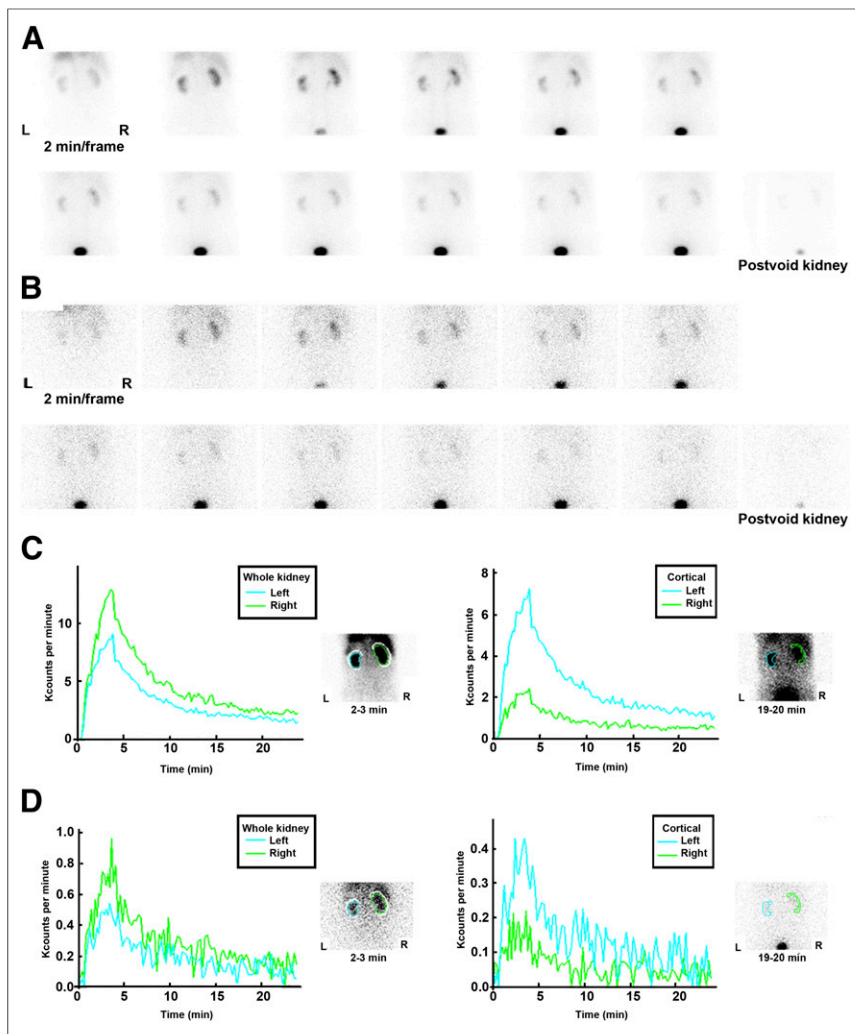 A
L
R
2 min/frame
Postvoid kidney
B
L
R
2 min/frame
Postvoid kidney
C
Kcounts per minute
10
5
0
0
5
10
15
20
Time (min)
Whole kidney
Left
Right
L
R
2-3 min
Kcounts per minute
8
6
4
2
0
0
5
10
15
20
Time (min)
Cortical
Left
Right
L
R
19-20 min
D
Kcounts per minute
1.0
0.8
0.6
0.4
0.2
0.0
0
5
10
15
20
Time (min)
Whole kidney
Left
Right
L
R
2-3 min
Kcounts per minute
0.4
0.3
0.2
0.1
0
0
5
10
15
20
Time (min)
Cortical
Left
Right
L
R
19-20 min